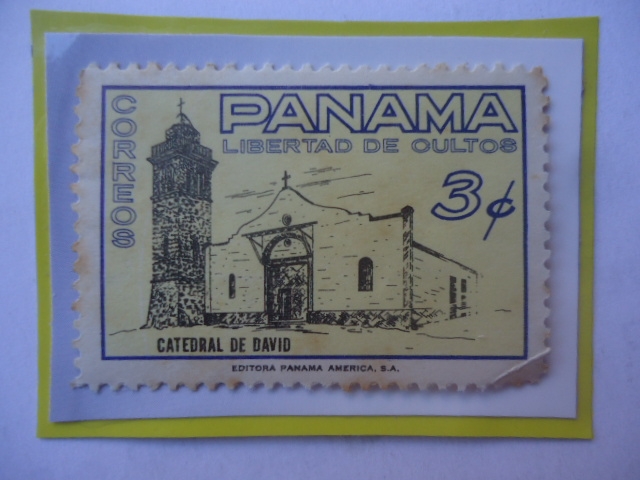 CORREOS
PANAMA
LIBERTAD DE CULTOS
3¢
CATEDRAL DE DAVID
EDITORA PANAMA AMERICA, S.A.